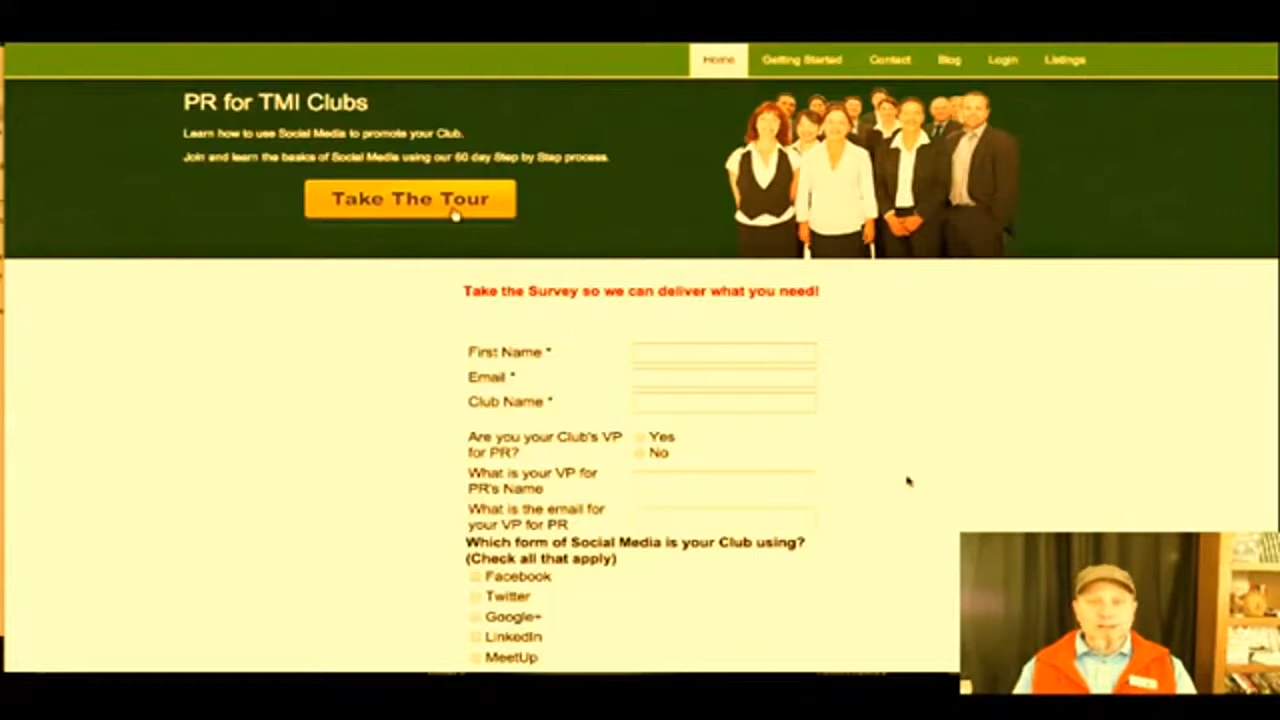 Home Getting Started Contact Blog Login Listings
PR for TMI Clubs
Learn how to use Social Media to promote your Club.
Join and learn the basics of Social Media using our 60 day Step by Step process.
Take The Tour
Take the Survey so we can deliver what you need!
First Name *
Email *
Club Name *
Are you your Club's VP
for PR?
Yes
No
What is your VP for
PR's Name
What is the email for
your VP for PR
Which form of Social Media is your Club using?
(Check all that apply)
Facebook
Twitter
Google+
LinkedIn
MeetUp